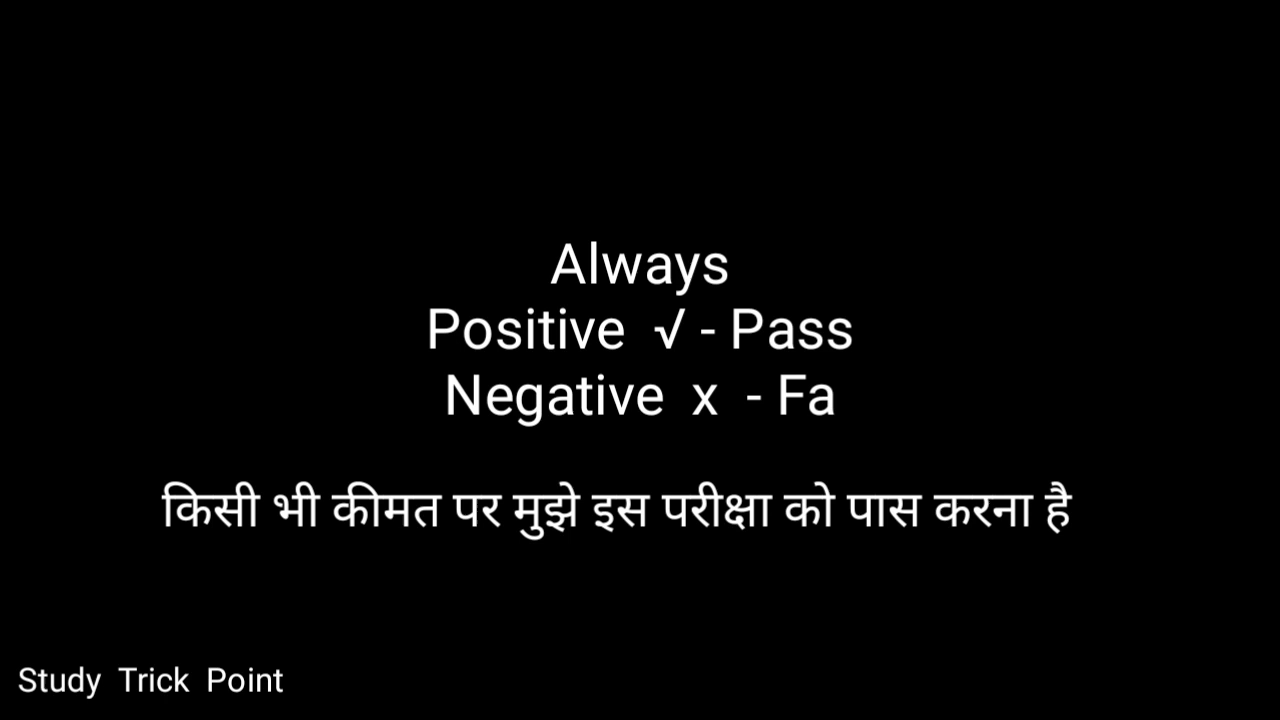 Always
Positive √ - Pass
Negative x - Fa
किसी भी कीमत पर मुझे इस परीक्षा को पास करना है
Study Trick Point